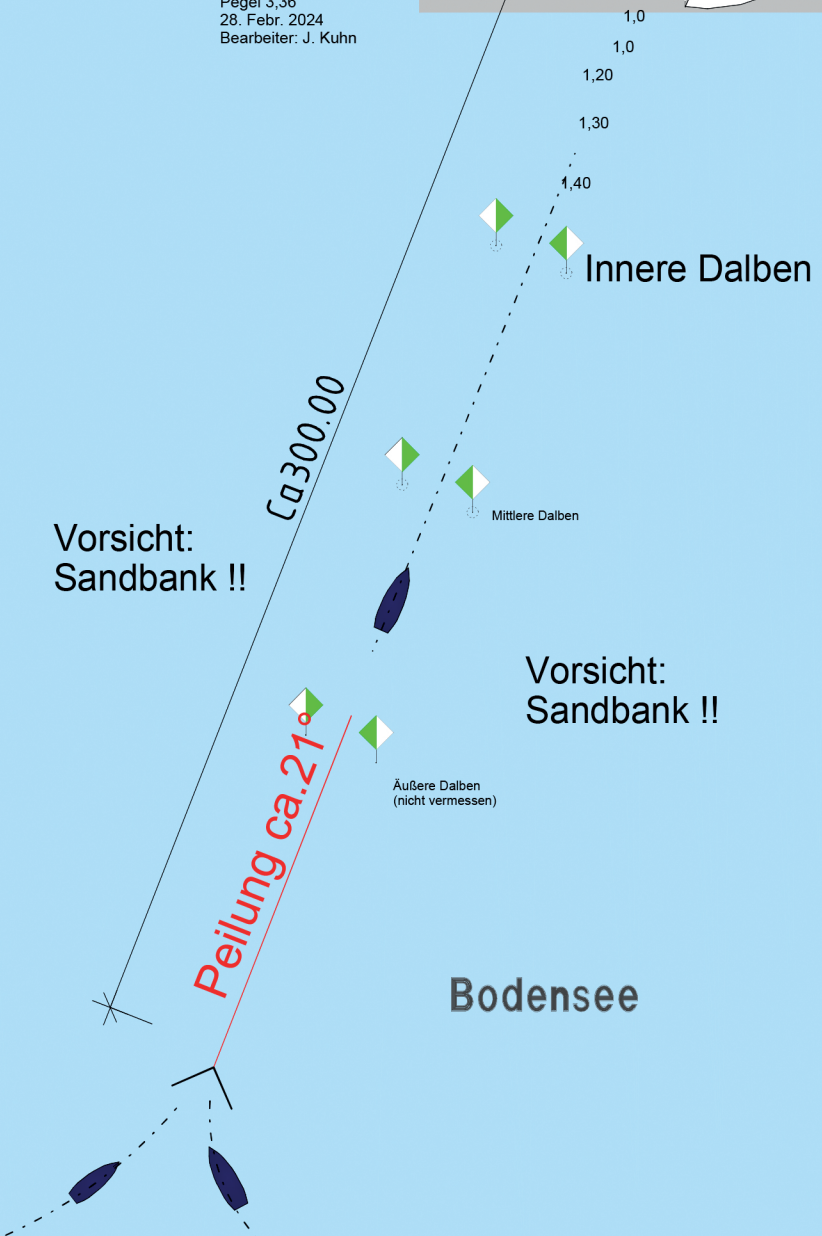 Pegel 3,36
28. Febr. 2024
Bearbeiter: J. Kuhn
1,0
1,0
1,20
1,30
1,40
Innere Dalben
Ca300.00
Mittlere Dalben
Vorsicht:
Sandbank !!
Vorsicht:
Sandbank !!
Peilung ca.21°
Äußere Dalben
(nicht vermessen)
Bodensee